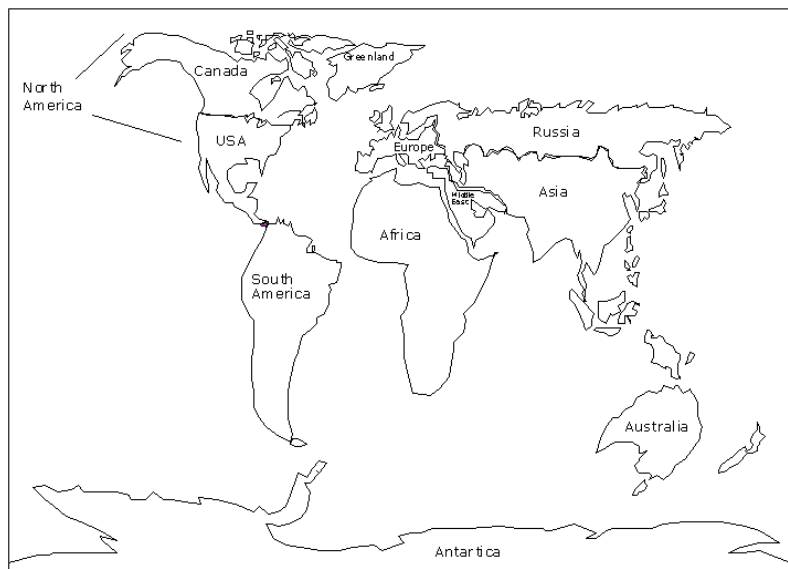 Greenland
Canada
North
America
USA
Russia
Europe
Asia
Middle
East
Africa
South
America
Australia
Antartica